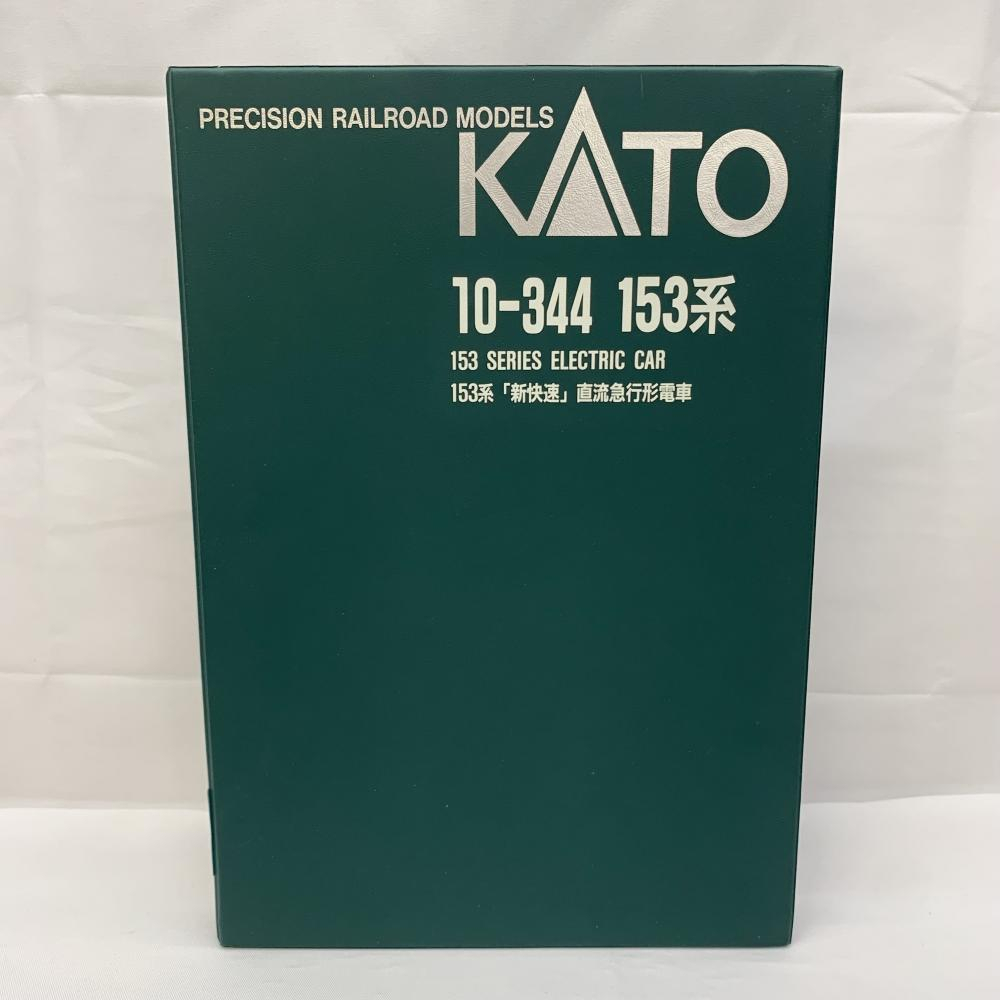 PRECISION RAILROAD MODELS
KATO
10-344 153系
153 SERIES ELECTRIC CAR
153系「新快速」直流急行形電車